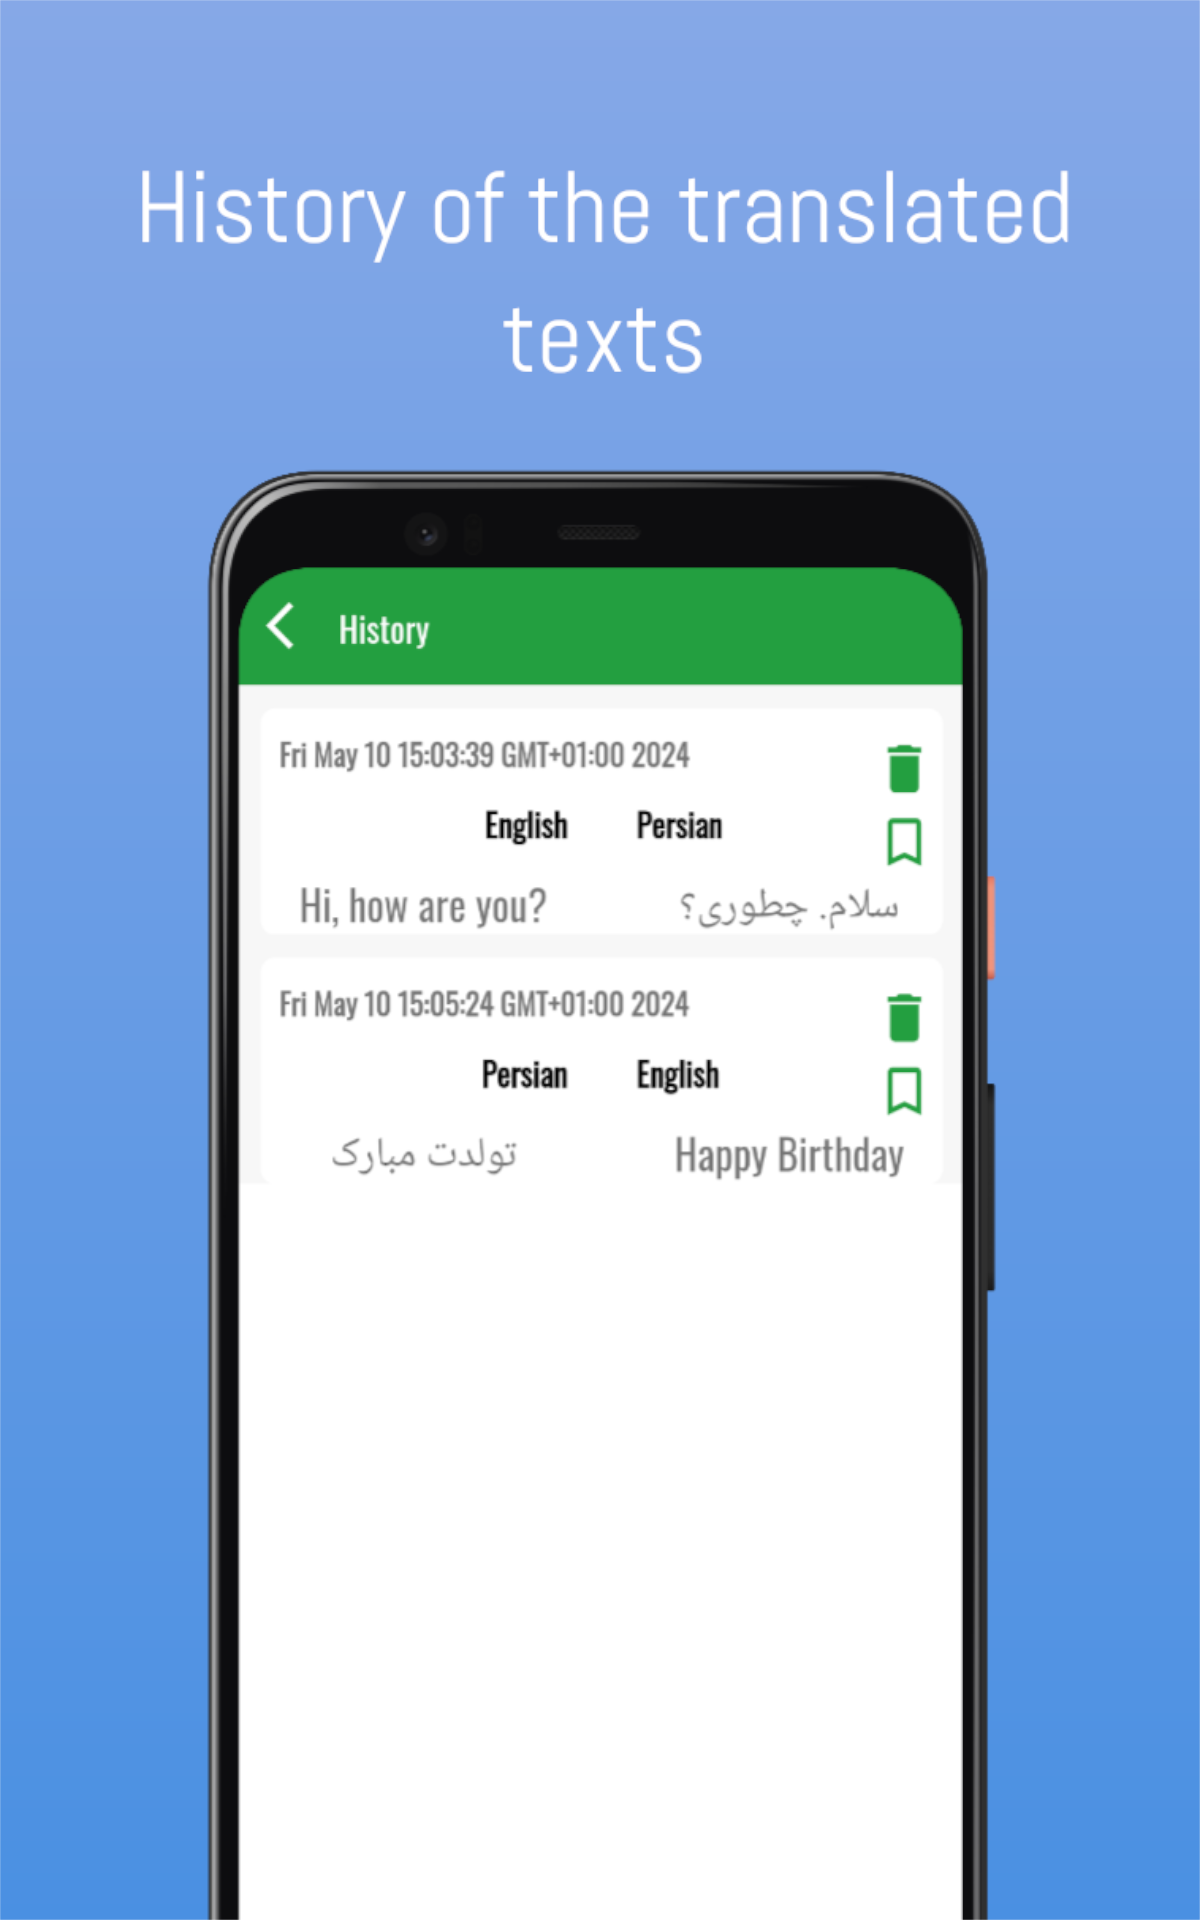 History of the translated
texts
History
Fri May 10 15:03:39 GMT+01:00 2024
English Persian
Hi, how are you? سلام. چطوری؟
Fri May 10 15:05:24 GMT+01:00 2024
Persian English
تولدت مبارک Happy Birthday